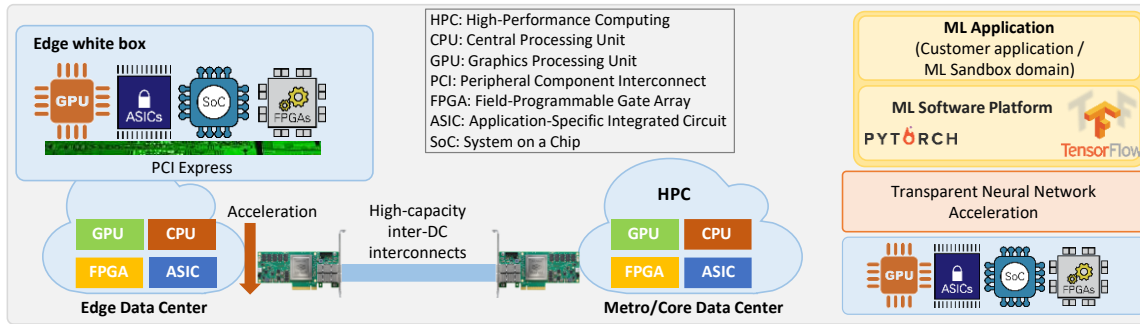 Edge white box
GPU
ASICs
SoC
FPGAs
PCI Express
GPU
CPU
FPGA
ASIC
Edge Data Center
Acceleration
High-capacity
inter-DC
interconnects
HPC: High-Performance Computing
CPU: Central Processing Unit
GPU: Graphics Processing Unit
PCI: Peripheral Component Interconnect
FPGA: Field-Programmable Gate Array
ASIC: Application-Specific Integrated Circuit
SoC: System on a Chip
HPC
GPU
CPU
FPGA
ASIC
Metro/Core Data Center
ML Application
(Customer application /
ML Sandbox domain)
ML Software Platform
PYTORCH
TensorFlow
Transparent Neural Network
Acceleration
GPU
ASICs
SoC
FPGAs